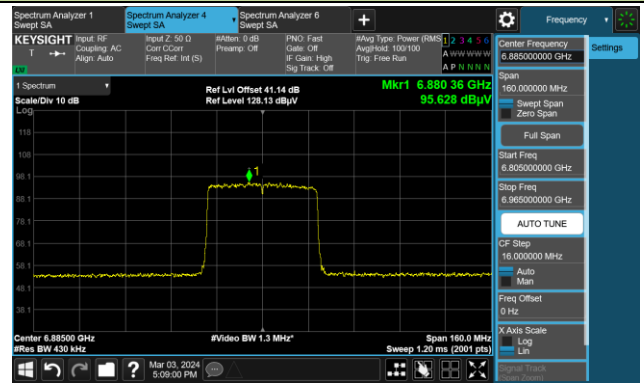 Spectrum Analyzer 1
Swept SA
Spectrum Analyzer 4
Swept SA
Spectrum Analyzer 6
Swept SA
+
Frequency
KEYSIGHT
Input: RF
Coupling: AC
Align: Auto
Input Z: 50 Ω
Corr CCorr
Freq Ref: Int (S)
#Atten: 0 dB
Preamp: Off
PNO: Fast
Gate: Off
IF Gain: High
Sig Track: Off
#Avg Type: Power (RMS
Avg|Hold: 100/100
Trig: Free Run
1 2 3 4 5 6
A W W W W W
A P N N N N
1 Spectrum
Scale/Div 10 dB
Log
Ref Lvl Offset 41.14 dB
Ref Level 128.13 dBµV
Mkr1 6.880 36 GHz
95.628 dBµV
118
108
98.1
88.1
78.1
68.1
58.1
48.1
38.1
1
Center 6.88500 GHz
#Res BW 430 kHz
#Video BW 1.3 MHz*
Span 160.0 MHz
Sweep 1.20 ms (2001 pts)
Center Frequency
6.885000000 GHz
Settings
Span
160.000000 MHz
Swept Span
Zero Span
Full Span
Start Freq
6.805000000 GHz
Stop Freq
6.965000000 GHz
AUTO TUNE
CF Step
16.000000 MHz
Auto
Man
Freq Offset
0 Hz
X Axis Scale
Log
Lin
Signal Track
(Span Zoom)
?
Mar 03, 2024
5:09:00 PM